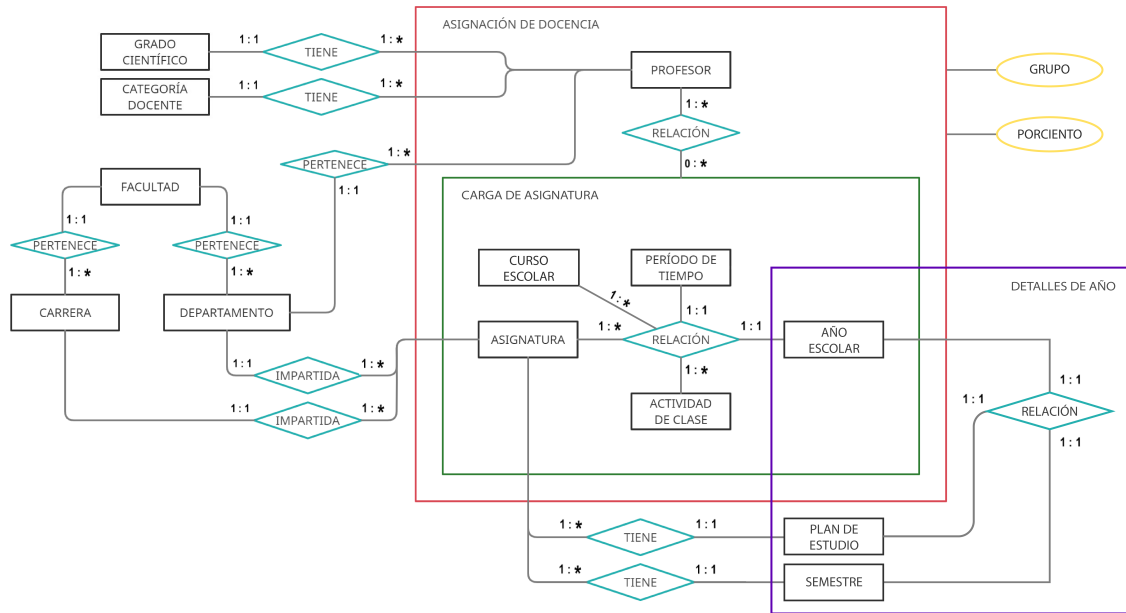 ASIGNACIÓN DE DOCENCIA
GRADO
CIENTÍFICO
1:1
TIENE
1:*
CATEGORÍA
DOCENTE
1:1
TIENE
1:*
PROFESOR
GRUPO
PORCIENTO
1:*
RELACIÓN
0:*
PERTENECE
1:*
1:1
FACULTAD
1:1
1:1
PERTENECE
PERTENECE
1:*
1:*
CARRERA
DEPARTAMENTO
CARGA DE ASIGNATURA
CURSO
ESCOLAR
PERÍODO DE
TIEMPO
1:*
1:1
ASIGNATURA
1:*
RELACIÓN
1:1
AÑO
ESCOLAR
DETALLES DE AÑO
1:*
ACTIVIDAD
DE CLASE
1:1
IMPARTIDA
1:*
1:1
IMPARTIDA
1:*
1:1
1:1
RELACIÓN
1:1
1:*
TIENE
1:1
PLAN DE
ESTUDIO
1:*
TIENE
1:1
SEMESTRE